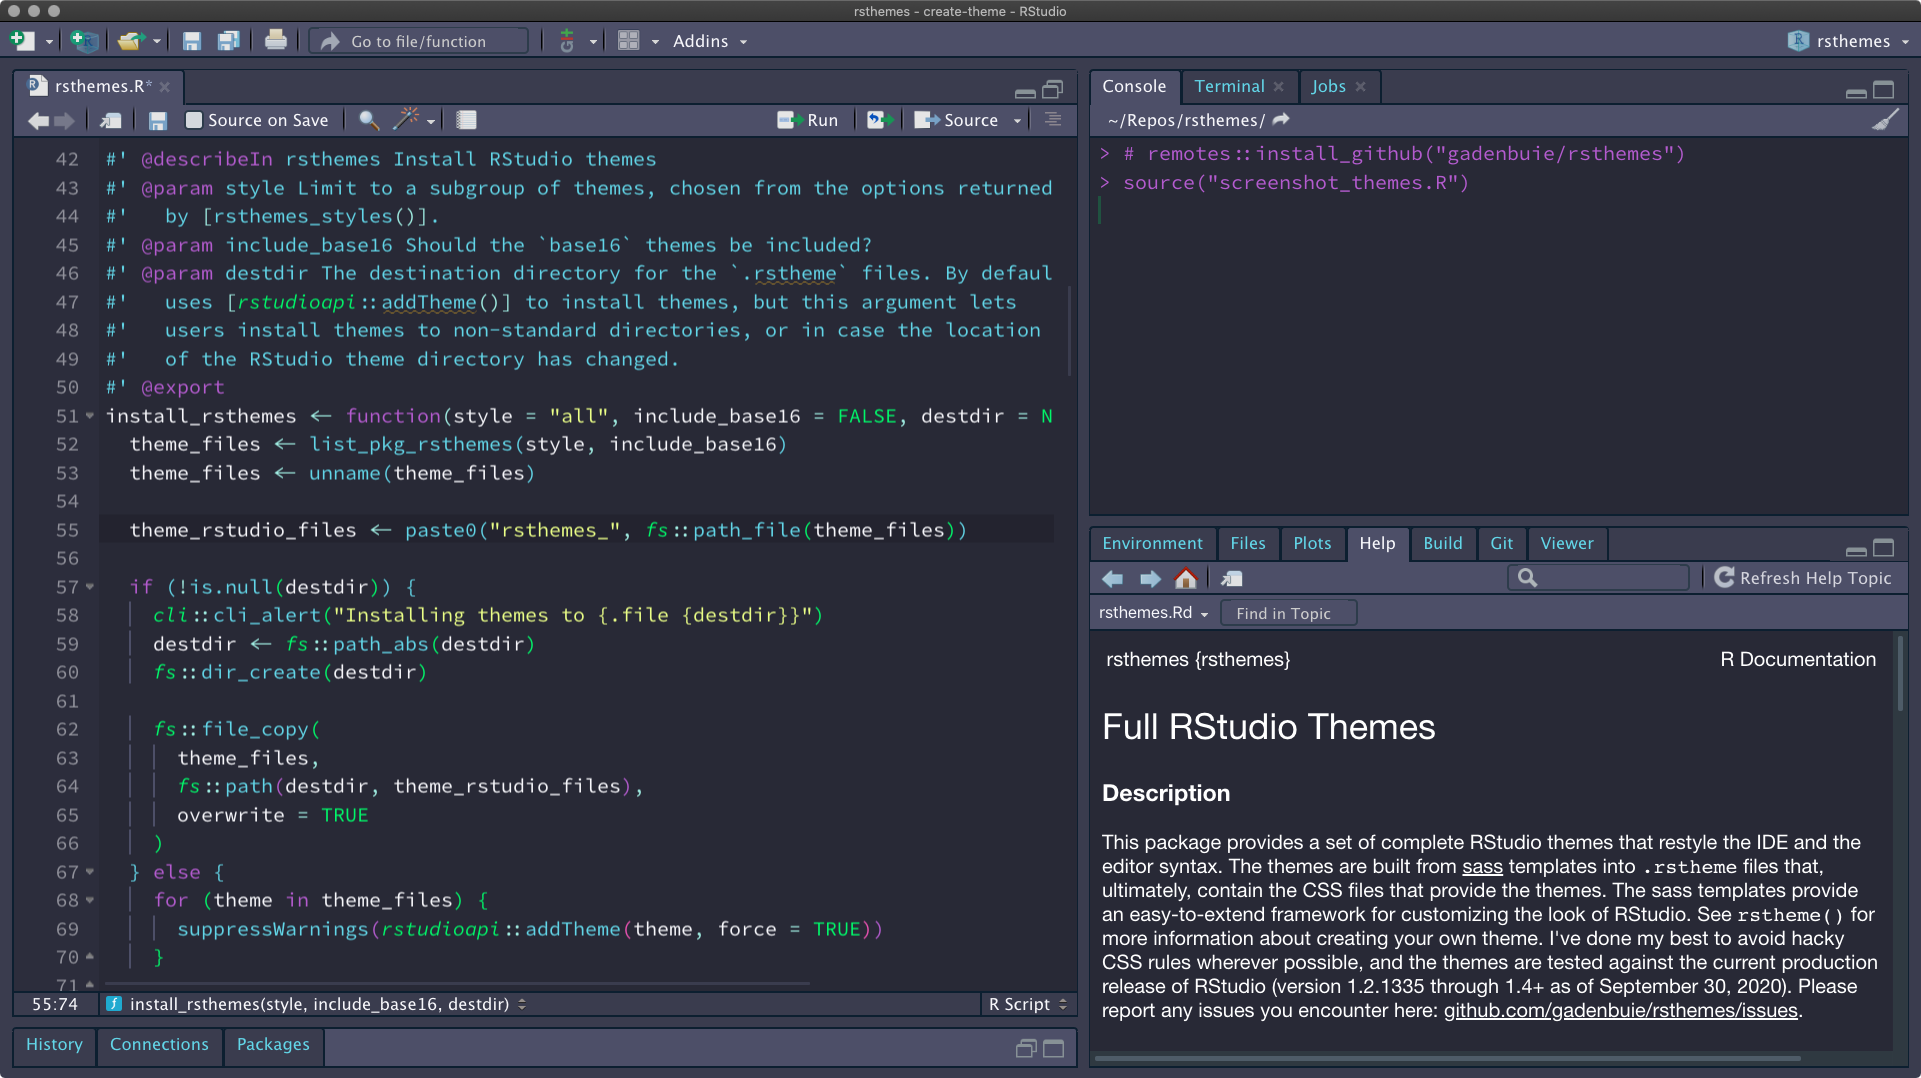 rsthemes - create-theme - RStudio
Go to file/function
Addins
rsthemes
rsthemes.R*
Source on Save
Run
Source
42 #' @describeIn rsthemes Install RStudio themes
43 #' @param style Limit to a subgroup of themes, chosen from the options returned
44 #'   by [rsthemes_styles()].
45 #' @param include_base16 Should the `base16` themes be included?
46 #' @param destdir The destination directory for the `.rstheme` files. By defaul
47 #'   uses [rstudioapi::addTheme()] to install themes, but this argument lets
48 #'   users install themes to non-standard directories, or in case the location
49 #'   of the RStudio theme directory has changed.
50 #' @export
51 install_rsthemes <- function(style = "all", include_base16 = FALSE, destdir = N
52   theme_files <- list_pkg_rsthemes(style, include_base16)
53   theme_files <- unname(theme_files)
54
55   theme_rstudio_files <- paste0("rsthemes_", fs::path_file(theme_files))
56
57   if (!is.null(destdir)) {
58     cli::cli_alert("Installing themes to {.file {destdir}}")
59     destdir <- fs::path_abs(destdir)
60     fs::dir_create(destdir)
61
62     fs::file_copy(
63       theme_files,
64       fs::path(destdir, theme_rstudio_files),
65       overwrite = TRUE
66     )
67   } else {
68     for (theme in theme_files) {
69       suppressWarnings(rstudioapi::addTheme(theme, force = TRUE))
70     }
71
55:74
install_rsthemes(style, include_base16, destdir)
R Script
History
Connections
Packages
Console
Terminal
Jobs
~/Repos/rsthemes/
> # remotes::install_github("gadenbuie/rsthemes")
> source("screenshot_themes.R")
Environment
Files
Plots
Help
Build
Git
Viewer
Refresh Help Topic
rsthemes.Rd
Find in Topic
rsthemes {rsthemes}
R Documentation
Full RStudio Themes
Description
This package provides a set of complete RStudio themes that restyle the IDE and the
editor syntax. The themes are built from sass templates into .rstheme files that,
ultimately, contain the CSS files that provide the themes. The sass templates provide
an easy-to-extend framework for customizing the look of RStudio. See rstheme() for
more information about creating your own theme. I've done my best to avoid hacky
CSS rules wherever possible, and the themes are tested against the current production
release of RStudio (version 1.2.1335 through 1.4+ as of September 30, 2020). Please
report any issues you encounter here: github.com/gadenbuie/rsthemes/issues.